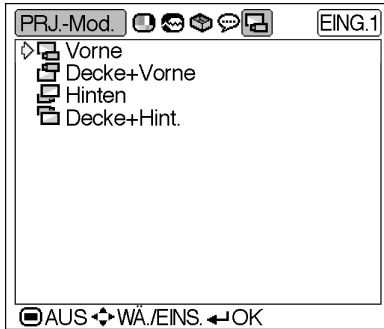 PRJ.-Mod. EING.1
Vorne
Decke+Vorne
Hinten
Decke+Hint.
AUS WÄ./EINS. OK